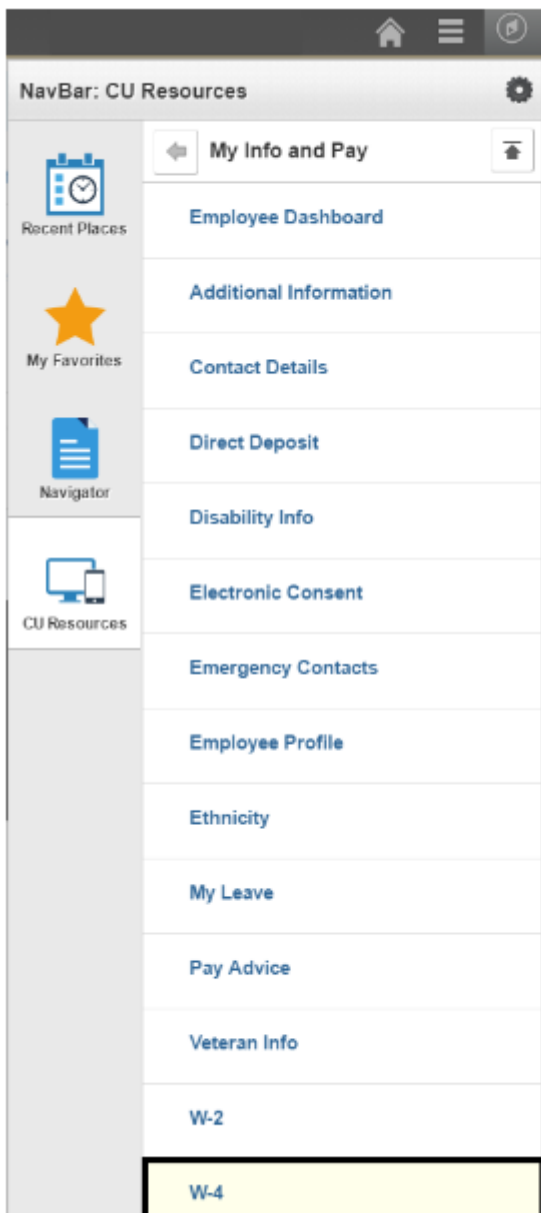 NavBar: CU Resources
My Info and Pay
Recent Places
My Favorites
Navigator
CU Resources
Employee Dashboard
Additional Information
Contact Details
Direct Deposit
Disability Info
Electronic Consent
Emergency Contacts
Employee Profile
Ethnicity
My Leave
Pay Advice
Veteran Info
W-2
W-4